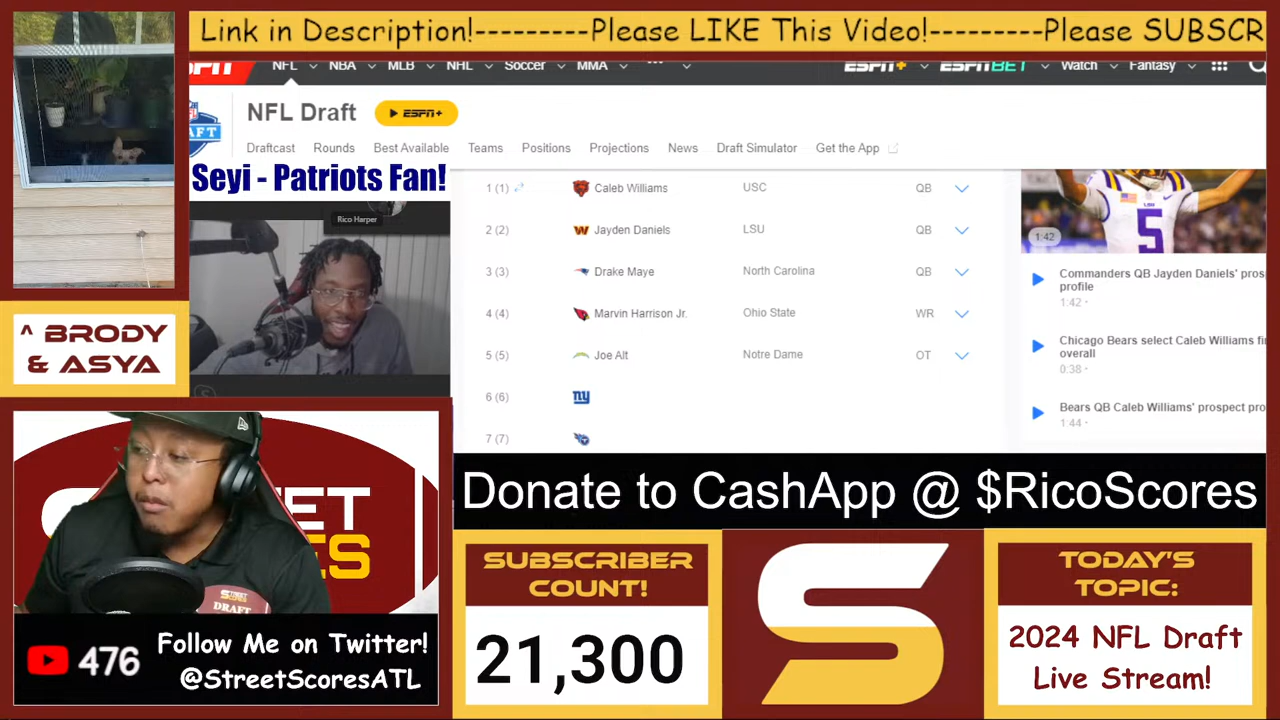 Link in Description!---------Please LIKE This Video!---------Please SUBSCR
NFL NBA MLB NHL Soccer MMA ... ESPN+ ESPN BET Watch Fantasy
NFL Draft ESPN+
Draftcast Rounds Best Available Teams Positions Projections News Draft Simulator Get the App
Seyi - Patriots Fan!
Rico Harper
1 (1) Caleb Williams USC QB
2 (2) Jayden Daniels LSU QB
3 (3) Drake Maye North Carolina QB
4 (4) Marvin Harrison Jr. Ohio State WR
5 (5) Joe Alt Notre Dame OT
6 (6) ny
7 (7)
5
1:42
Commanders QB Jayden Daniels' prosp
profile
1:42
Chicago Bears select Caleb Williams fi
overall
0:38
Bears QB Caleb Williams' prospect pro
1:44
^ BRODY
& ASYA
Donate to CashApp @ $RicoScores
STREET
DRAFT
476
Follow Me on Twitter!
@StreetScoresATL
SUBSCRIBER
COUNT!
21,300
S
TODAY'S
TOPIC:
2024 NFL Draft
Live Stream!